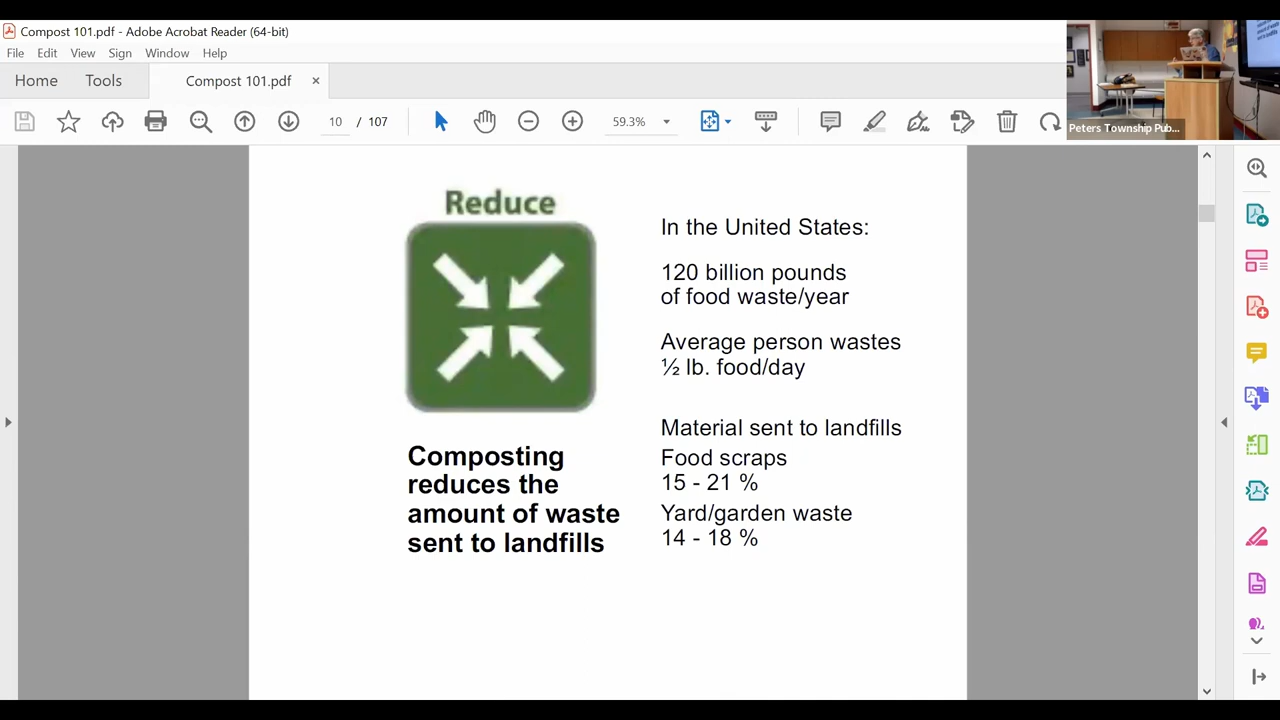 Compost 101.pdf - Adobe Acrobat Reader (64-bit)
File Edit View Sign Window Help
Home Tools Compost 101.pdf ×
10 / 107 59.3%
Peters Township Pub...
Reduce
Composting
reduces the
amount of waste
sent to landfills
In the United States:
120 billion pounds
of food waste/year
Average person wastes
½ lb. food/day
Material sent to landfills
Food scraps
15 - 21 %
Yard/garden waste
14 - 18 %